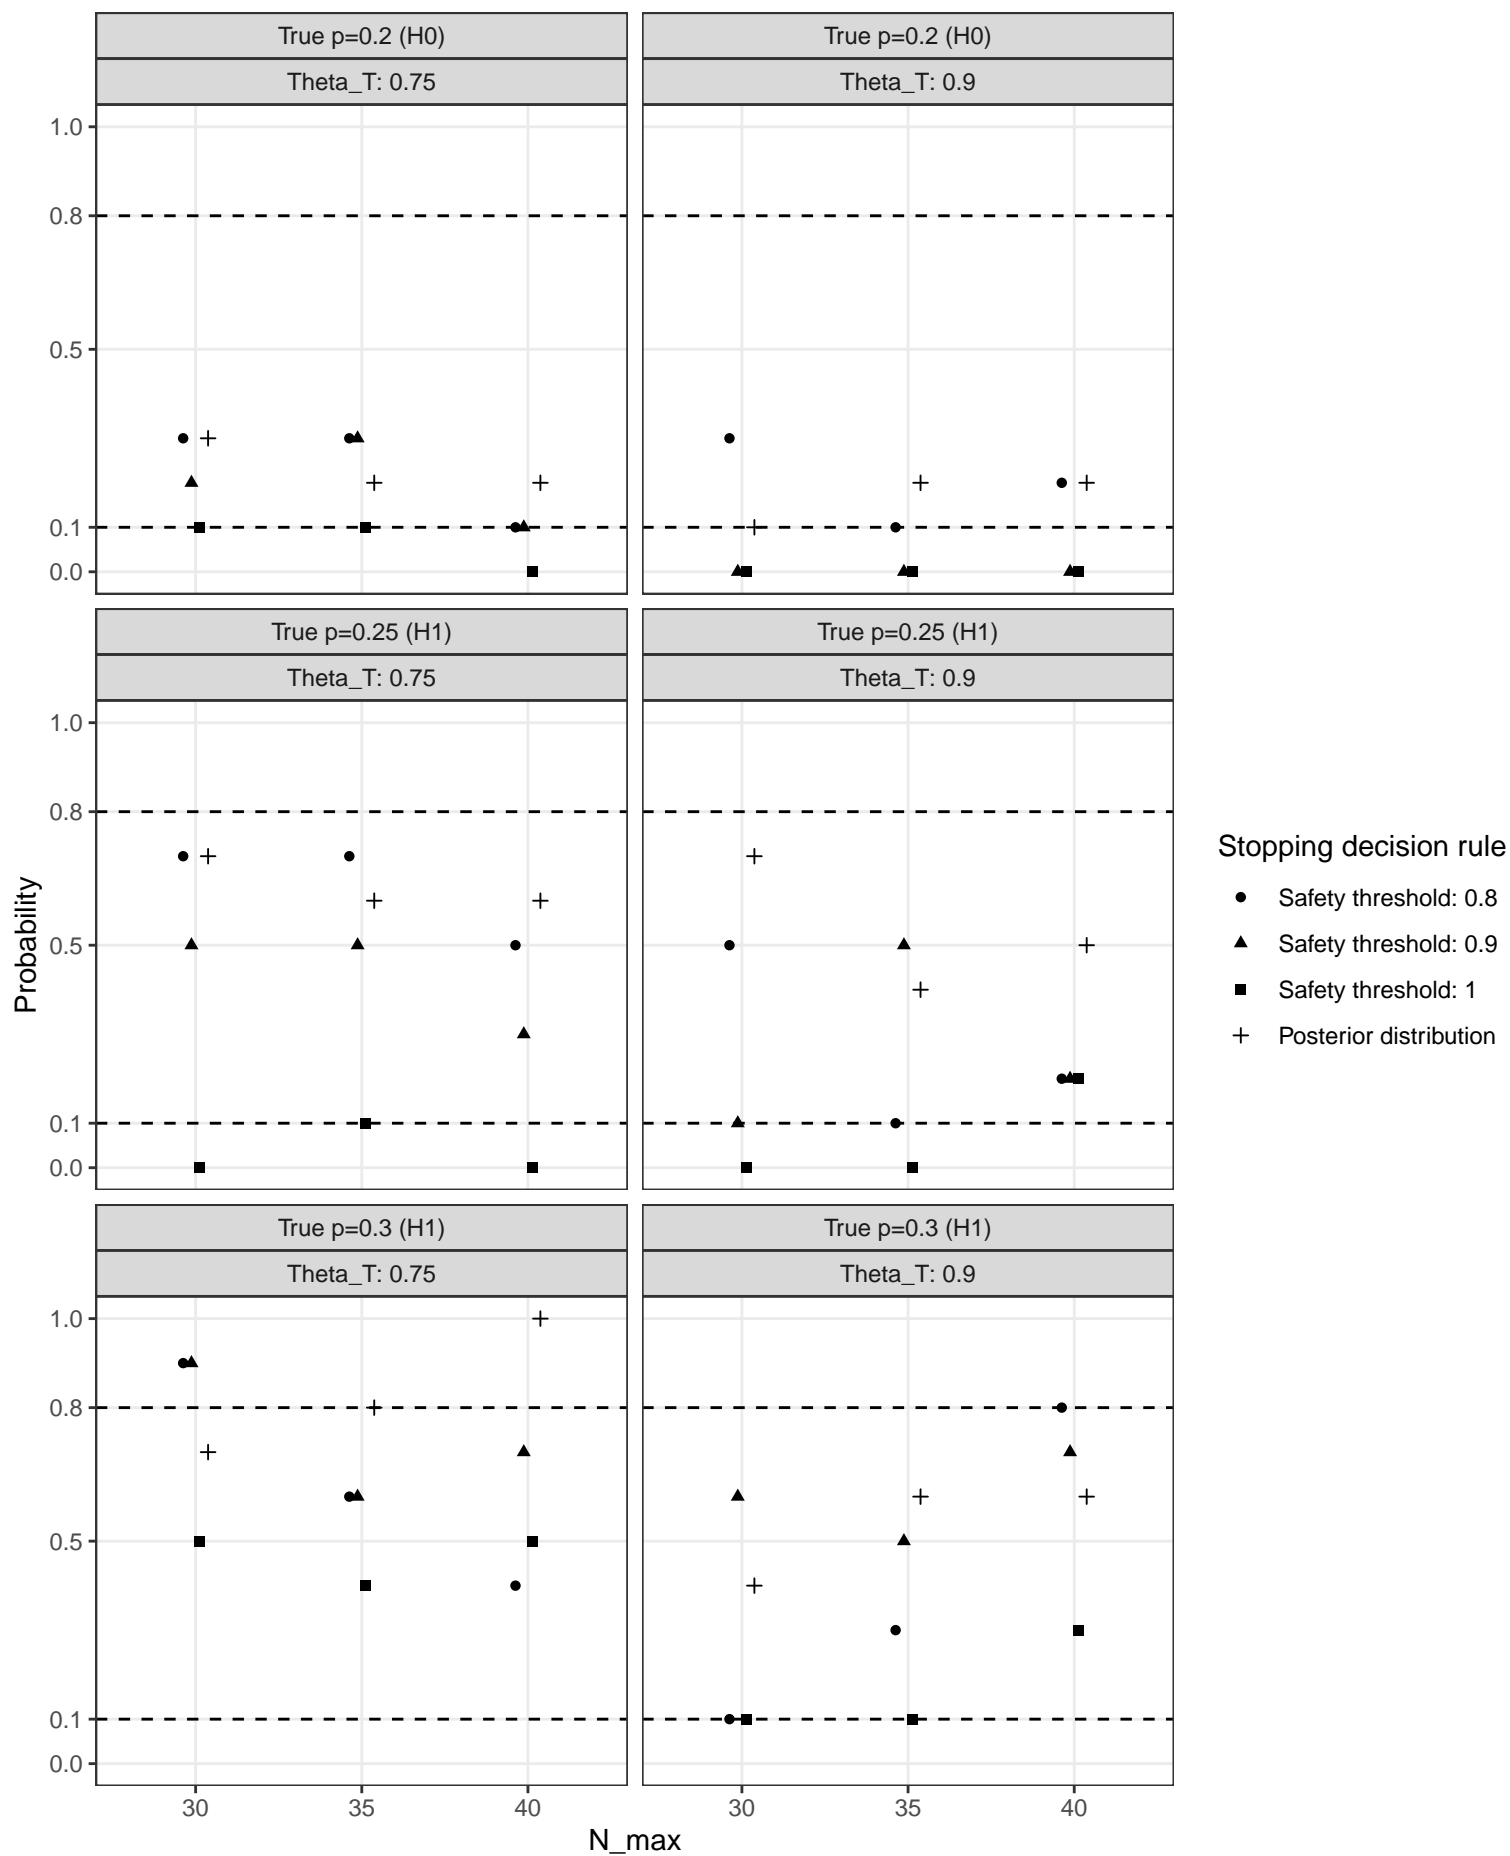 True p=0.2 (H0)
True p=0.2 (H0)
Theta_T: 0.75
Theta_T: 0.9
1.0
0.8
0.5
0.1
0.0
True p=0.25 (H1)
True p=0.25 (H1)
Theta_T: 0.75
Theta_T: 0.9
1.0
0.8
0.5
0.1
0.0
True p=0.3 (H1)
True p=0.3 (H1)
Theta_T: 0.75
Theta_T: 0.9
1.0
0.8
0.5
0.1
0.0
30
35
40
30
35
40
N_max
Probability
Stopping decision rule
Safety threshold: 0.8
Safety threshold: 0.9
Safety threshold: 1
Posterior distribution